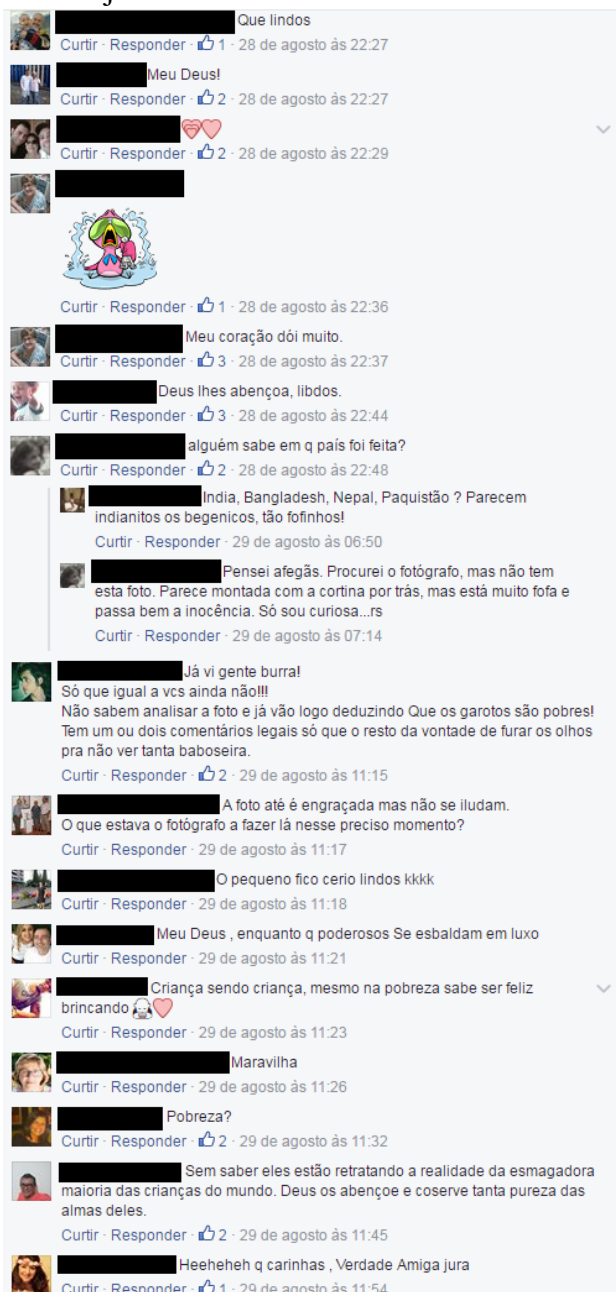 Que lindos
Curtir · Responder · 1 · 28 de agosto às 22:27
Meu Deus!
Curtir · Responder · 2 · 28 de agosto às 22:27
Curtir · Responder · 2 · 28 de agosto às 22:29
Curtir · Responder · 1 · 28 de agosto às 22:36
Meu coração dói muito.
Curtir · Responder · 3 · 28 de agosto às 22:37
Deus lhes abençoa, libdos.
Curtir · Responder · 3 · 28 de agosto às 22:44
alguém sabe em q país foi feita?
Curtir · Responder · 2 · 28 de agosto às 22:48
India, Bangladesh, Nepal, Paquistão ? Parecem
indianitos os begenicos, tão fofinhos!
Curtir · Responder · 29 de agosto às 06:50
Pensei afegãs. Procurei o fotógrafo, mas não tem
esta foto. Parece montada com a cortina por trás, mas está muito fofa e
passa bem a inocência. Só sou curiosa...rs
Curtir · Responder · 29 de agosto às 07:14
Já vi gente burra!
Só que igual a vcs ainda não!!!
Não sabem analisar a foto e já vão logo deduzindo Que os garotos são pobres!
Tem um ou dois comentários legais só que o resto da vontade de furar os olhos
pra não ver tanta baboseira.
Curtir · Responder · 2 · 29 de agosto às 11:15
A foto até é engraçada mas não se iludam.
O que estava o fotógrafo a fazer lá nesse preciso momento?
Curtir · Responder · 29 de agosto às 11:17
O pequeno fico cerio lindos kkkk
Curtir · Responder · 29 de agosto às 11:18
Meu Deus , enquanto q poderosos Se esbaldam em luxo
Curtir · Responder · 29 de agosto às 11:21
Criança sendo criança, mesmo na pobreza sabe ser feliz
brincando
Curtir · Responder · 29 de agosto às 11:23
Maravilha
Curtir · Responder · 29 de agosto às 11:26
Pobreza?
Curtir · Responder · 2 · 29 de agosto às 11:32
Sem saber eles estão retratando a realidade da esmagadora
maioria das crianças do mundo. Deus os abençoe e coserve tanta pureza das
almas deles.
Curtir · Responder · 2 · 29 de agosto às 11:45
Heeheheh q carinhas , Verdade Amiga jura
Curtir · Responder · 1 · 29 de agosto às 11:54